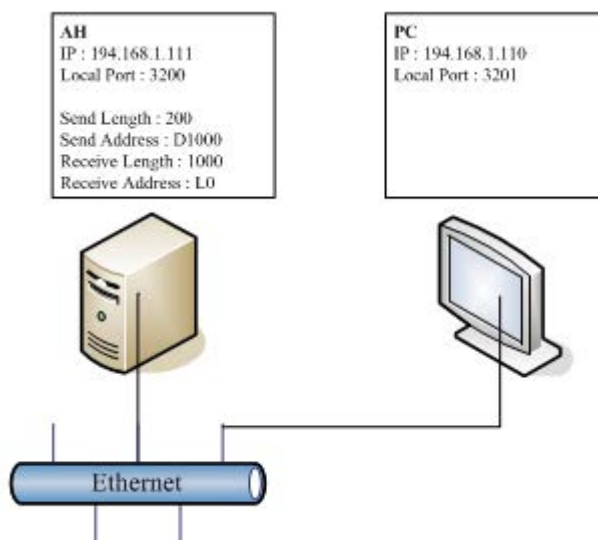 AH
IP : 194.168.1.111
Local Port : 3200
Send Length : 200
Send Address : D1000
Receive Length : 1000
Receive Address : L0
PC
IP : 194.168.1.110
Local Port : 3201
Ethernet